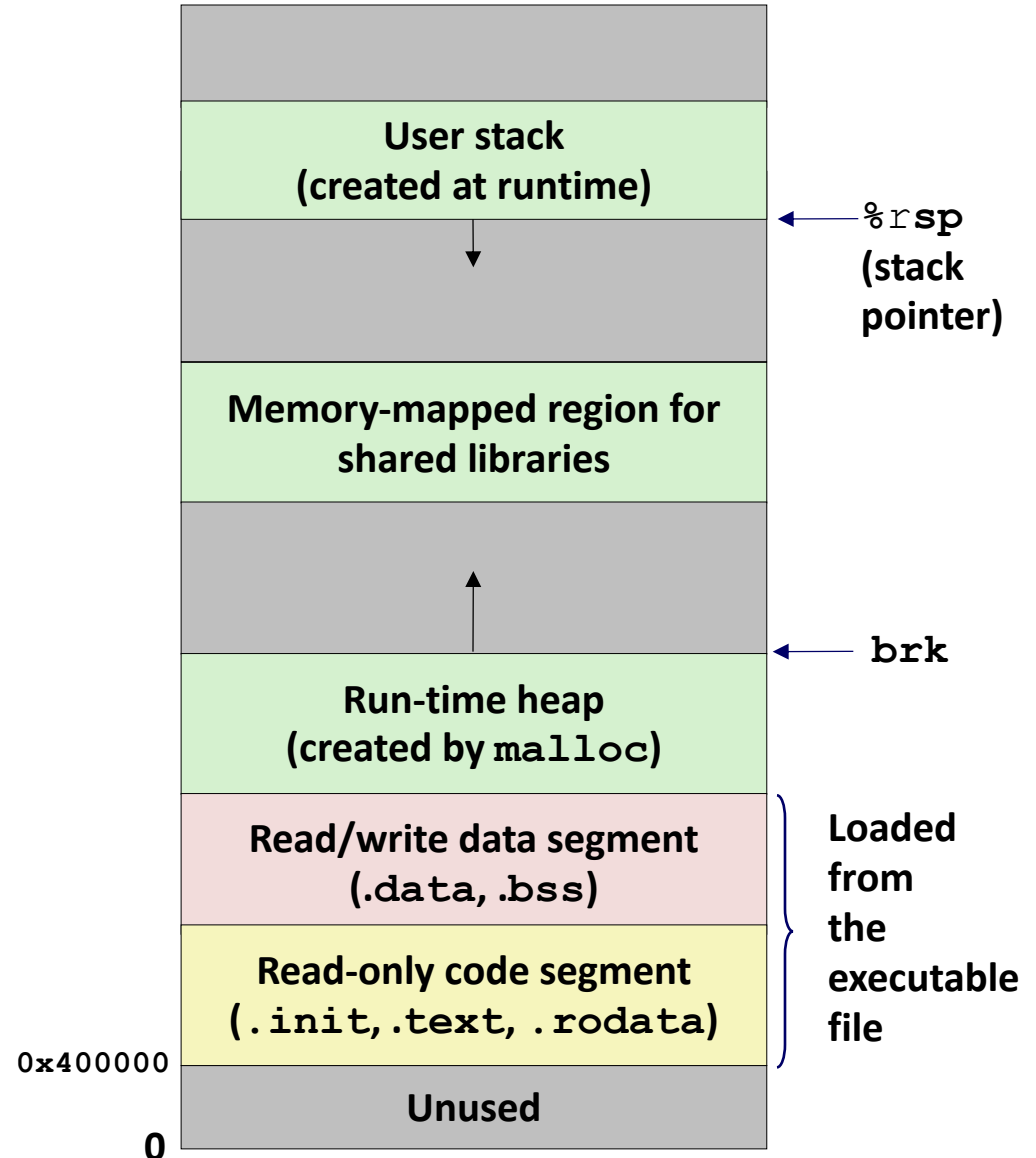 User stack
(created at runtime)
%rsp
(stack
pointer)
Memory-mapped region for
shared libraries
brk
Run-time heap
(created by malloc)
Read/write data segment
(.data, .bss)
Loaded
from
the
executable
file
Read-only code segment
(.init, .text, .rodata)
0x400000
Unused
0